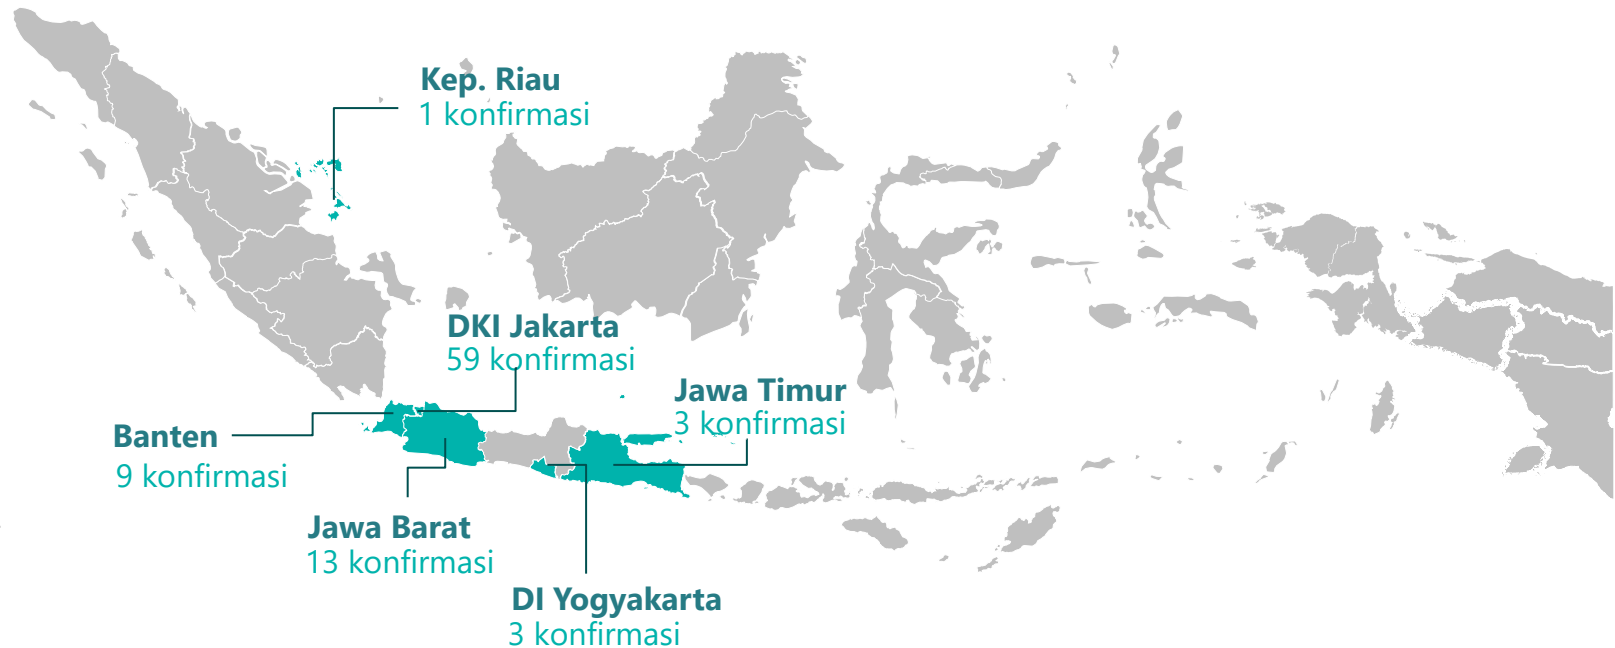 Kep. Riau
1 konfirmasi
DKI Jakarta
59 konfirmasi
Jawa Timur
3 konfirmasi
Banten
9 konfirmasi
Jawa Barat
13 konfirmasi
DI Yogyakarta
3 konfirmasi